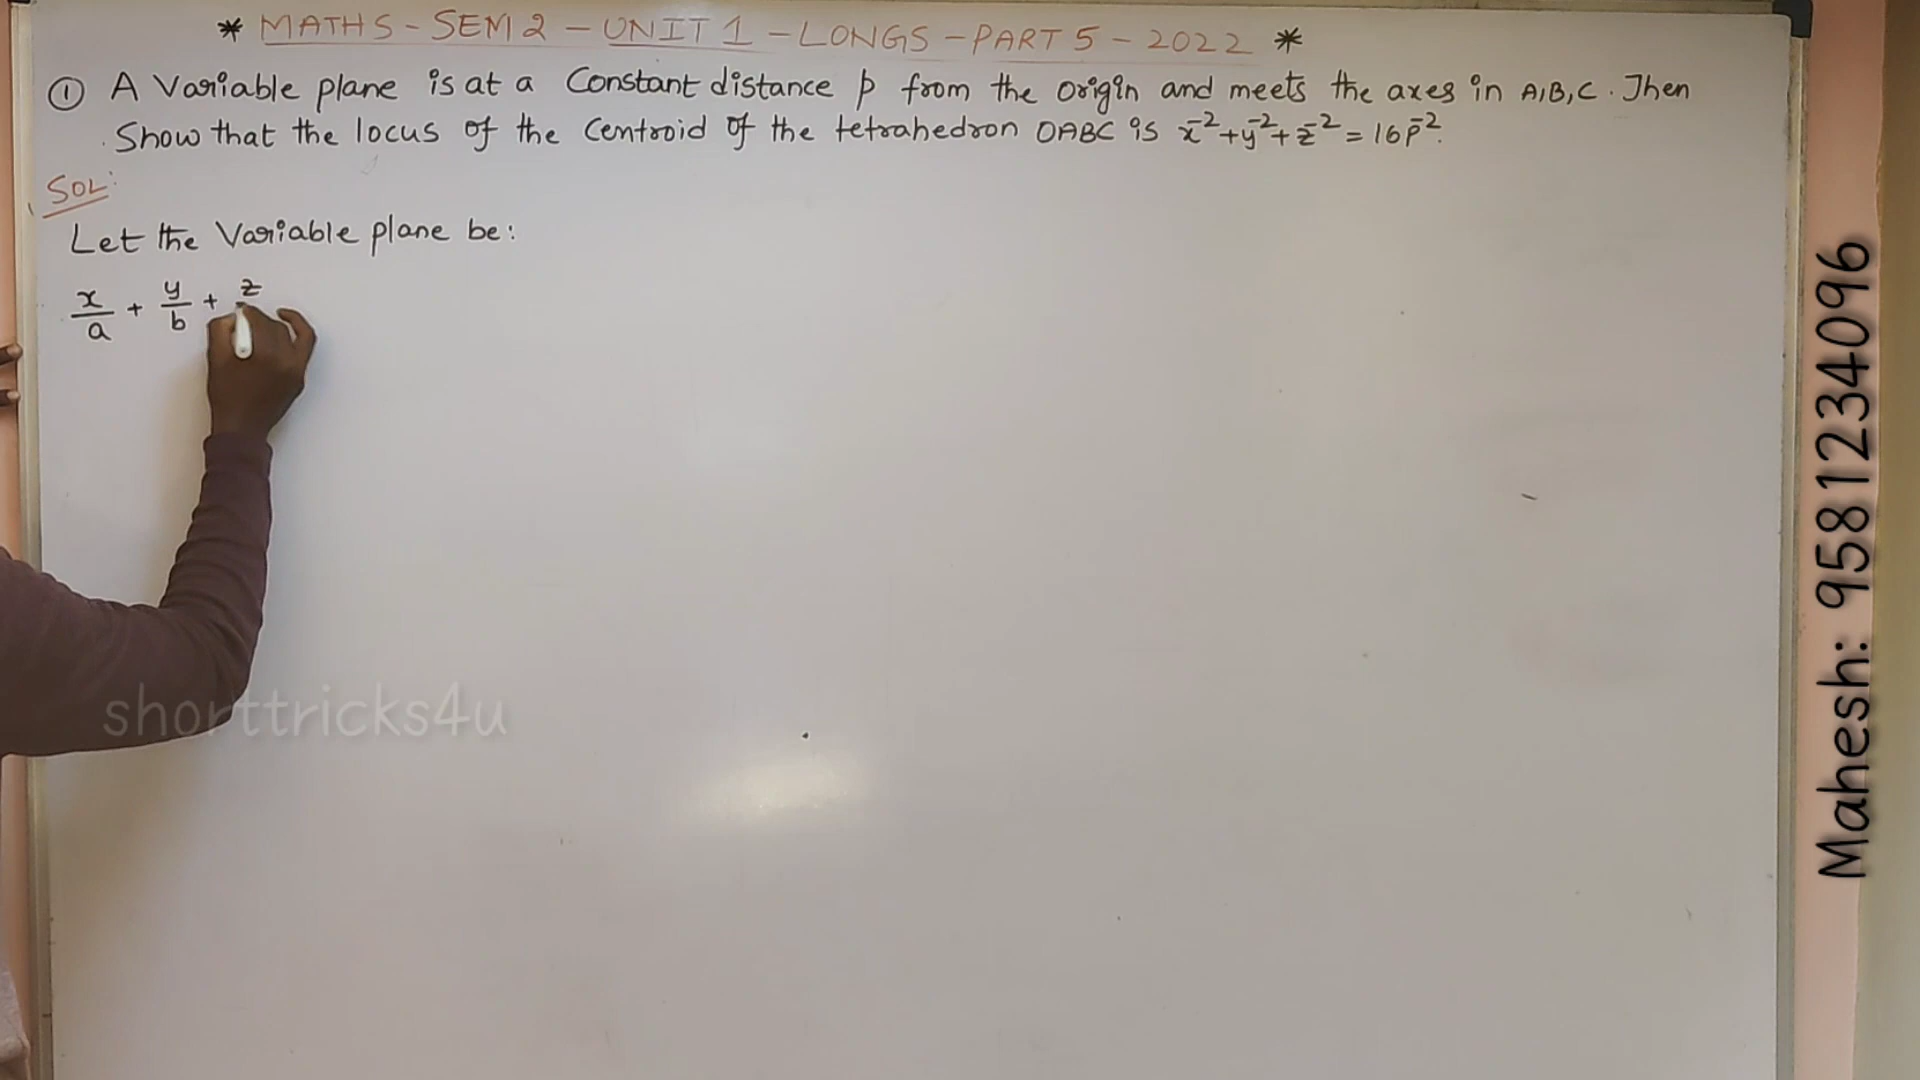 * MATHS - SEM 2 - UNIT 1 - LONGS - PART 5 - 2022 *
① A Variable plane is at a Constant distance p from the origin and meets the axes in A,B,C. Then
Show that the locus of the Centroid of the tetrahedron OABC is x⁻²+y⁻²+z⁻² = 16p⁻².
SOL:
Let the Variable plane be:
x/a + y/b + z
shorttricks4u
Mahesh: 9581234096